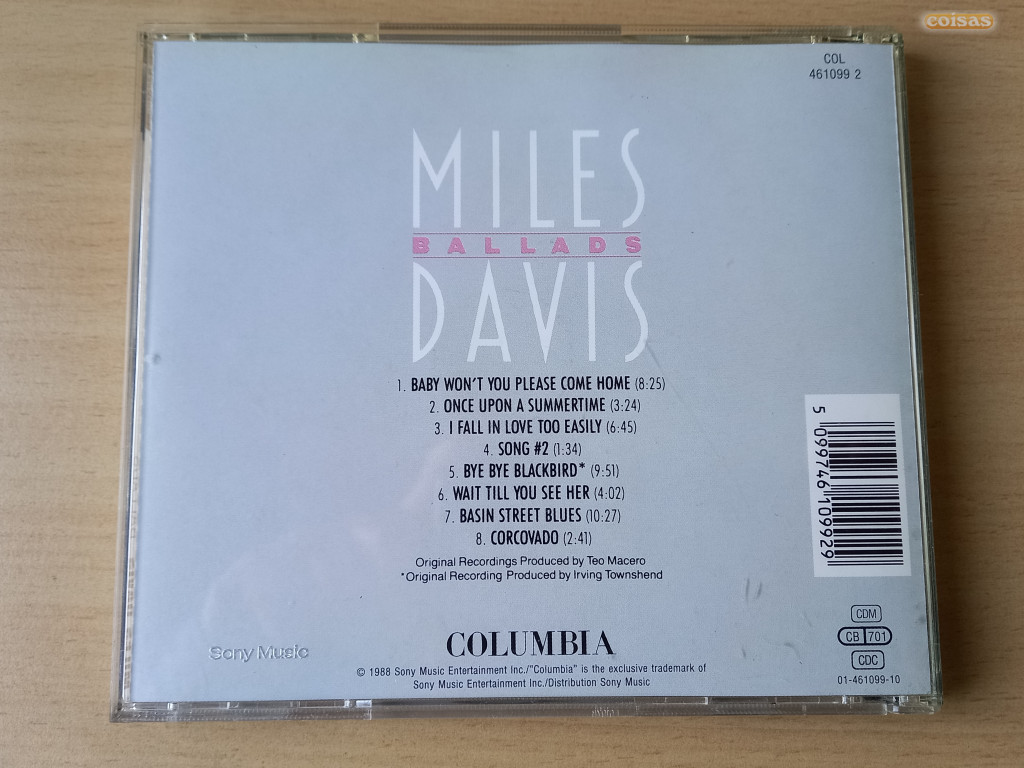 coisas
COL
461099 2
MILES
BALLADS
DAVIS
1. BABY WON'T YOU PLEASE COME HOME (8:25)
2. ONCE UPON A SUMMERTIME (3:24)
3. I FALL IN LOVE TOO EASILY (6:45)
4. SONG #2 (1:34)
5. BYE BYE BLACKBIRD* (9:51)
6. WAIT TILL YOU SEE HER (4:02)
7. BASIN STREET BLUES (10:27)
8. CORCOVADO (2:41)
Original Recordings Produced by Teo Macero
*Original Recording Produced by Irving Townshend
5 099746 109929
Sony Music
COLUMBIA
© 1988 Sony Music Entertainment Inc./"Columbia" is the exclusive trademark of
Sony Music Entertainment Inc./Distribution Sony Music
CDM
CB 701
CDC
01-461099-10